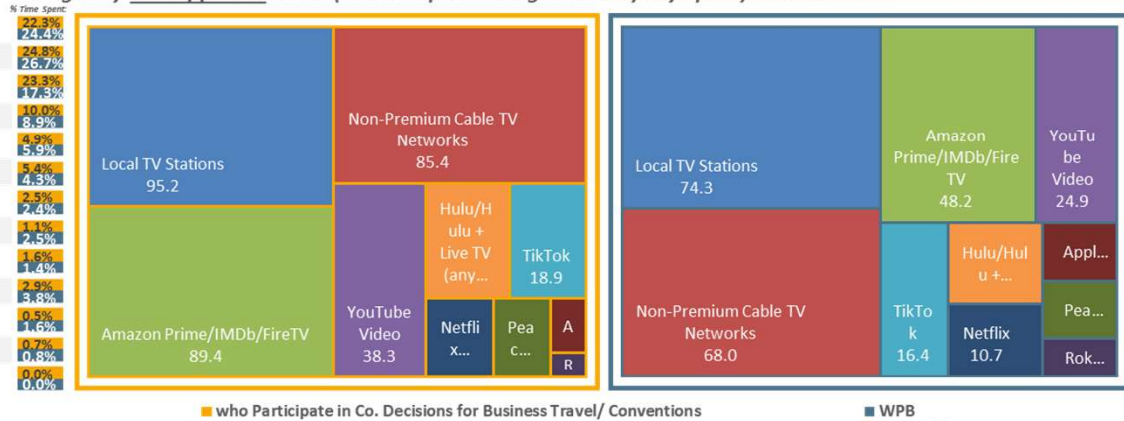 % Time Spent:
22.3%
24.4%
24.8%
26.7%
23.3%
17.3%
10.0%
8.9%
4.9%
5.9%
5.4%
4.3%
2.5%
2.4%
1.1%
2.5%
1.6%
1.4%
2.9%
3.8%
0.5%
1.6%
0.7%
0.8%
0.0%
0.0%
Local TV Stations
95.2
Non-Premium Cable TV
Networks
85.4
Amazon Prime/IMDb/FireTV
89.4
YouTube
Video
38.3
Hulu/H
ulu +
Live TV
(any...
TikTok
18.9
Netfli
x...
Pea
c...
A
R
Local TV Stations
74.3
Non-Premium Cable TV
Networks
68.0
Amazon
Prime/IMDb/Fire
TV
48.2
YouTu
be
Video
24.9
TikTo
k
16.4
Hulu/Hul
u +...
Netflix
10.7
Appl...
Pea...
Rok...
who Participate in Co. Decisions for Business Travel/ Conventions
WPB